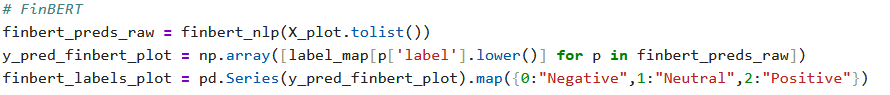 # FinBERT
finbert_preds_raw = finbert_nlp(X_plot.tolist())
y_pred_finbert_plot = np.array([label_map[p['label'].lower()] for p in finbert_preds_raw])
finbert_labels_plot = pd.Series(y_pred_finbert_plot).map({0:"Negative",1:"Neutral",2:"Positive"})